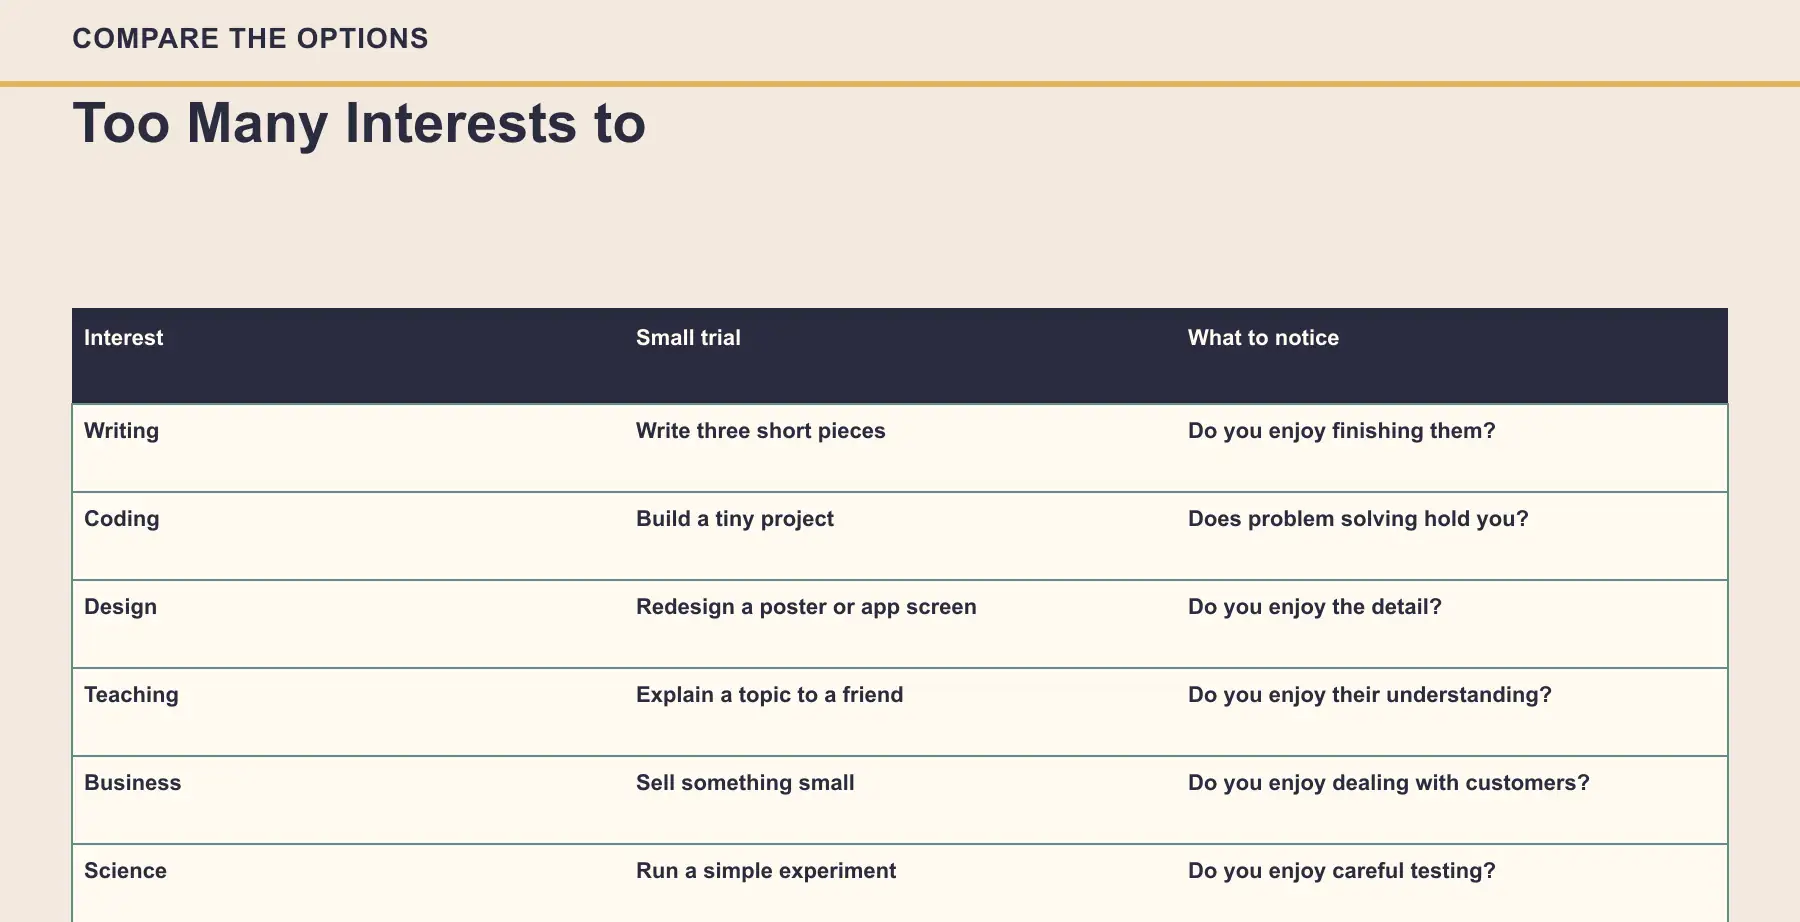 COMPARE THE OPTIONS
Too Many Interests to
Interest Small trial What to notice
Writing Write three short pieces Do you enjoy finishing them?
Coding Build a tiny project Does problem solving hold you?
Design Redesign a poster or app screen Do you enjoy the detail?
Teaching Explain a topic to a friend Do you enjoy their understanding?
Business Sell something small Do you enjoy dealing with customers?
Science Run a simple experiment Do you enjoy careful testing?